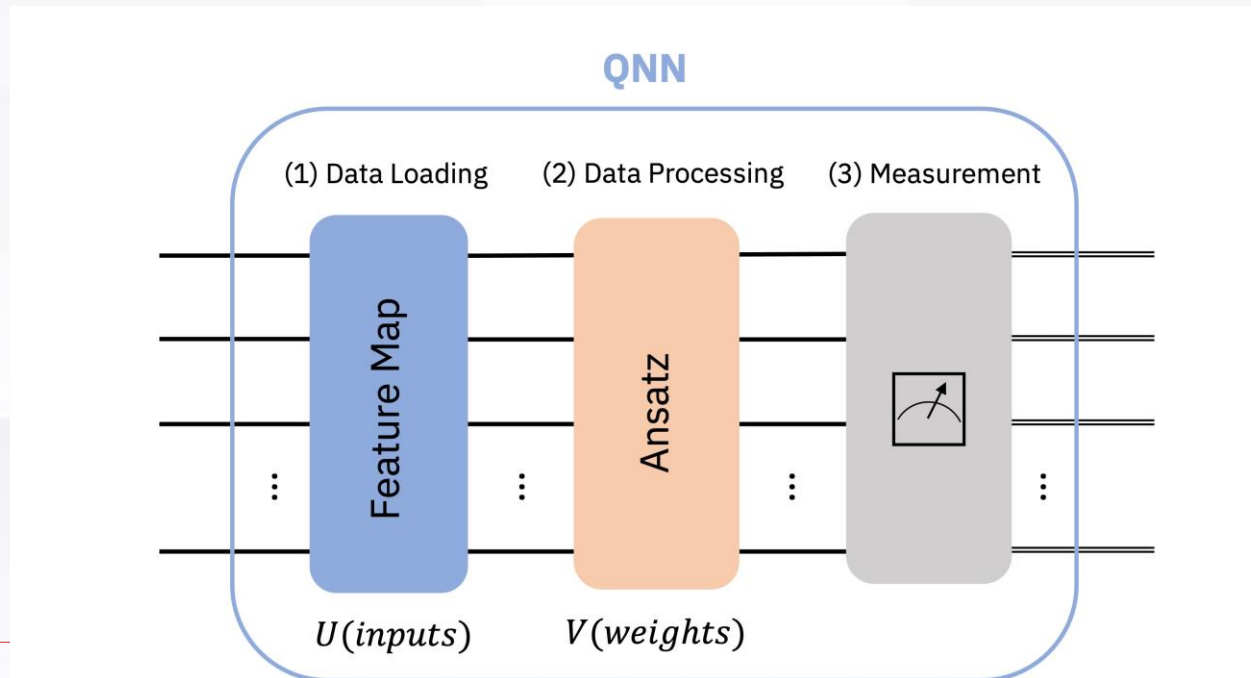 QNN
(1) Data Loading
(2) Data Processing
(3) Measurement
Feature Map
Ansatz
U(inputs)
V(weights)